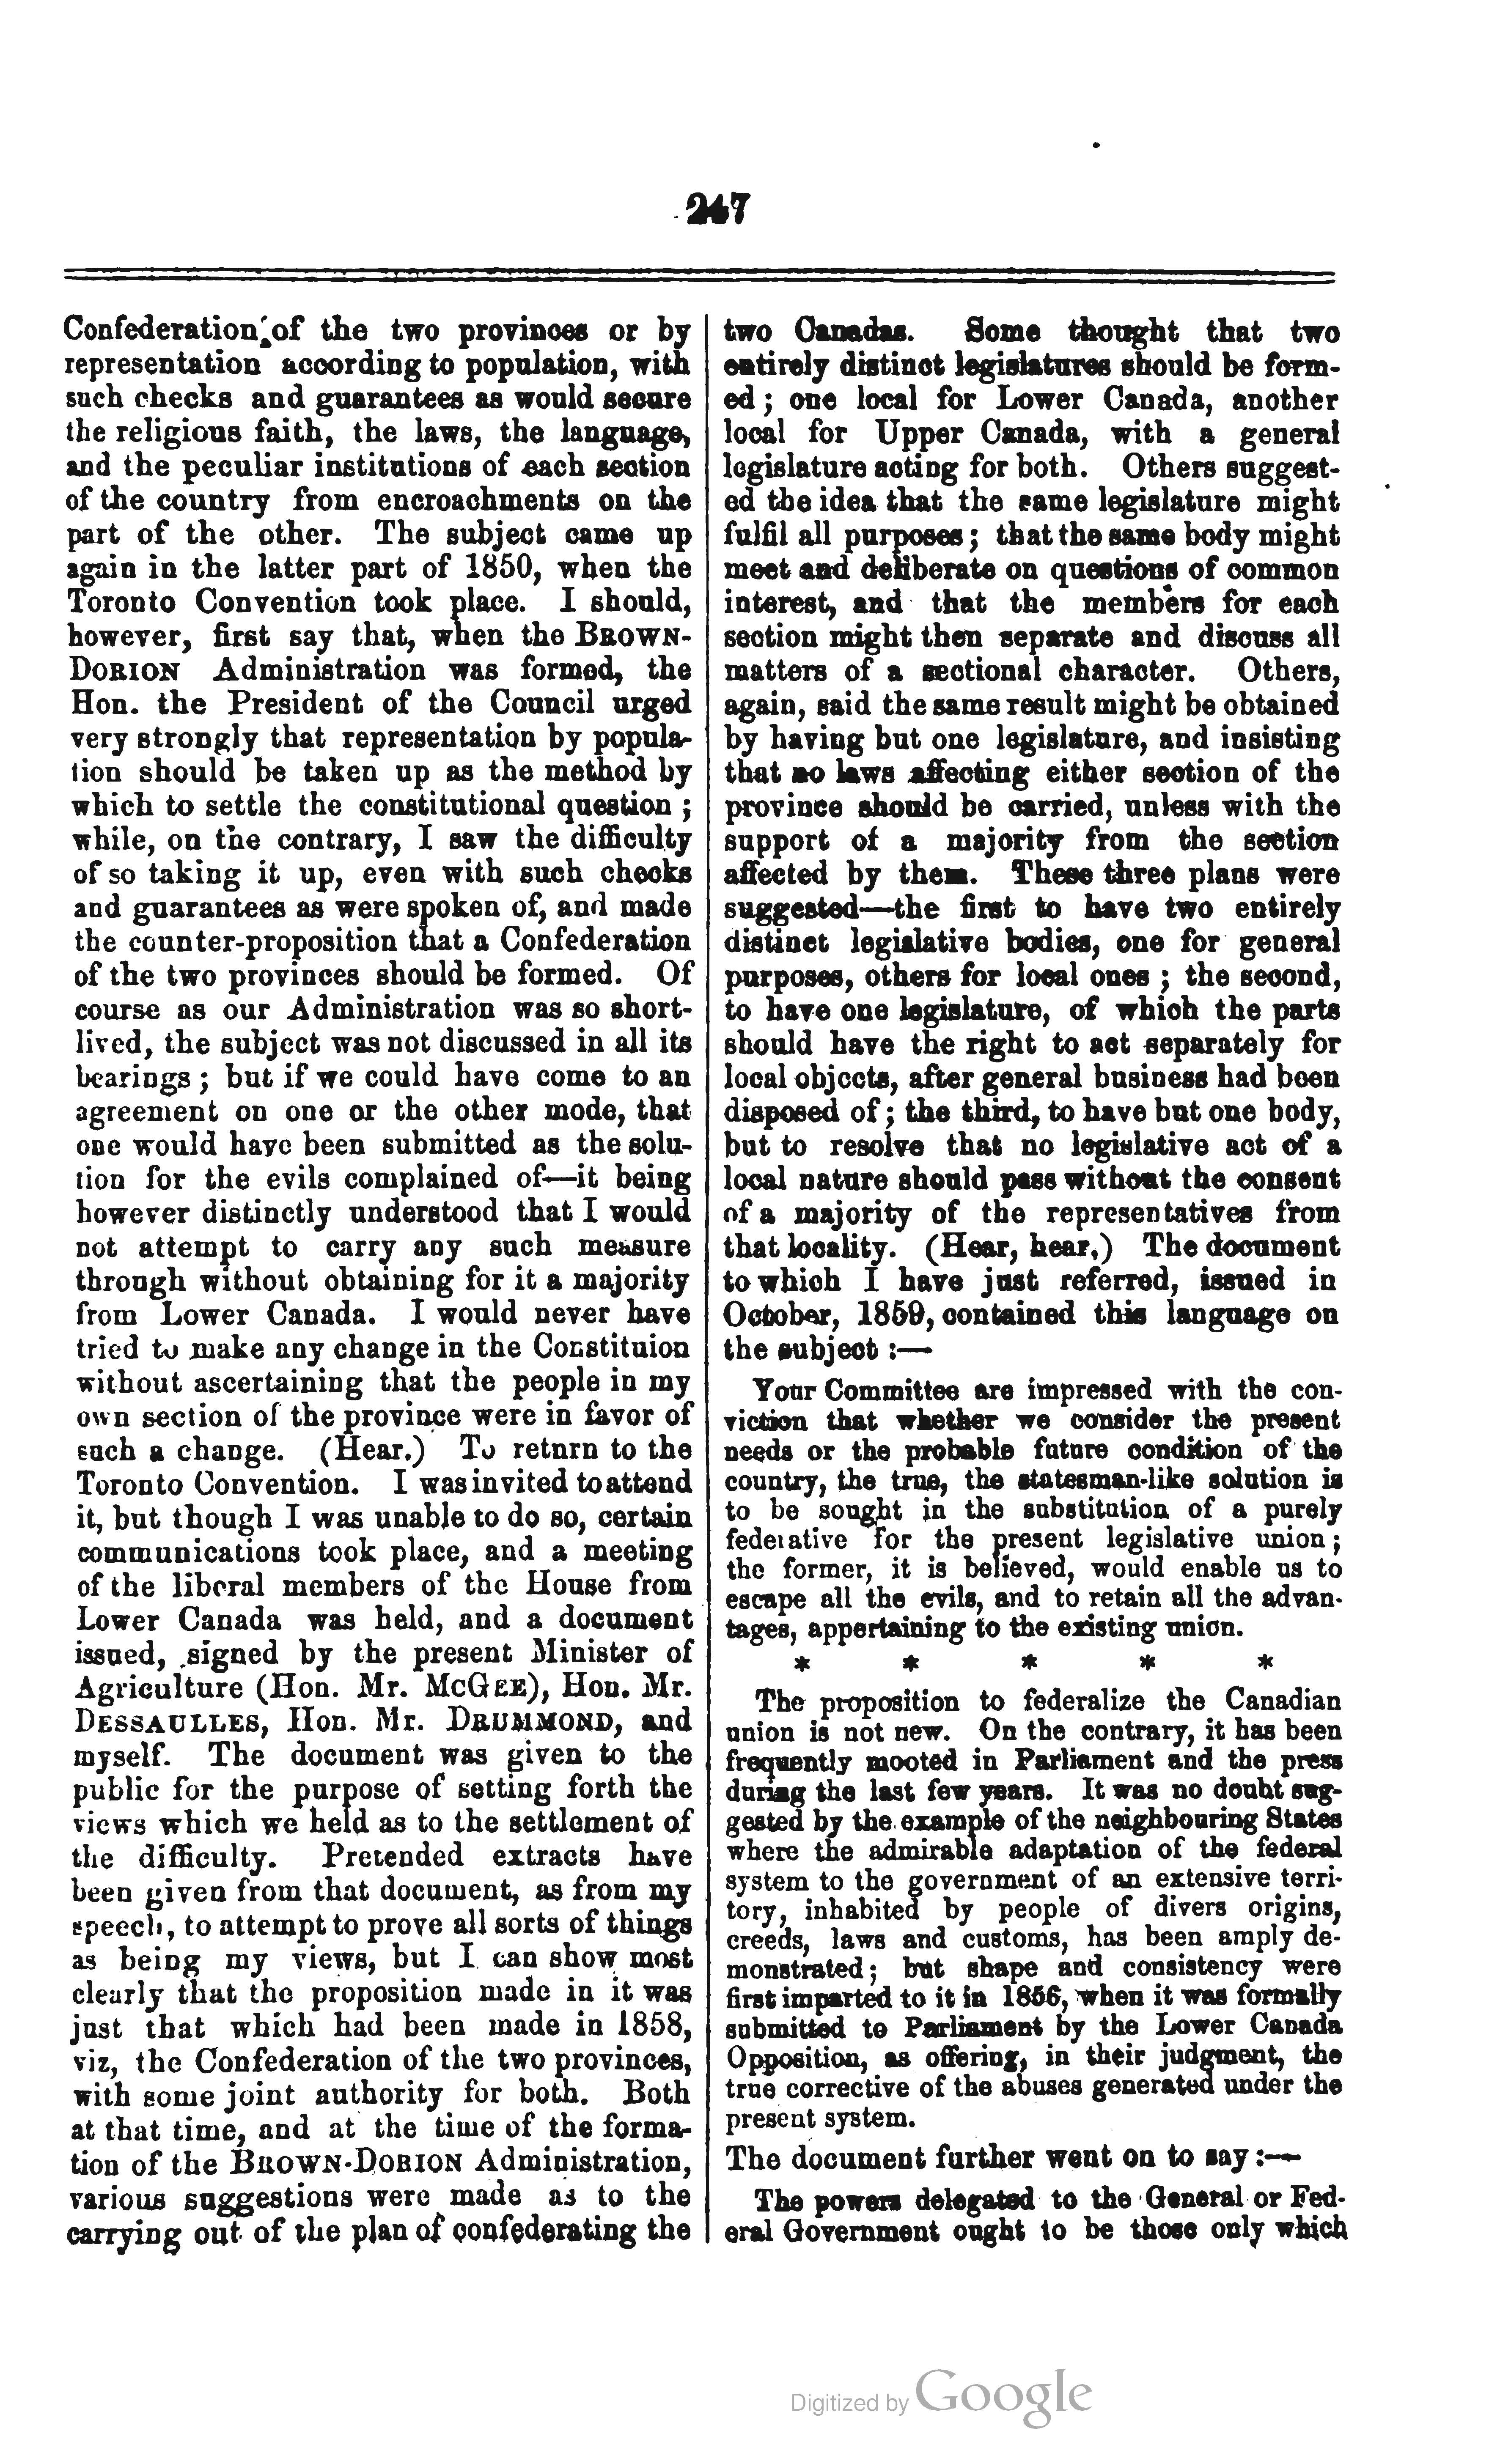 247
Confederation of the two provinces or by
representation according to population, with
such checks and guarantees as would secure
the religious faith, the laws, the language,
and the peculiar institutions of each section
of the country from encroachments on the
part of the other. The subject came up
again in the latter part of 1850, when the
Toronto Convention took place. I should,
however, first say that, when the BROWN-
DORION Administration was formed, the
Hon. the President of the Council urged
very strongly that representation by popula-
tion should be taken up as the method by
which to settle the constitutional question ;
while, on the contrary, I saw the difficulty
of so taking it up, even with such checks
and guarantees as were spoken of, and made
the counter-proposition that a Confederation
of the two provinces should be formed. Of
course as our Administration was so short-
lived, the subject was not discussed in all its
bearings ; but if we could have come to an
agreement on one or the other mode, that
one would have been submitted as the solu-
tion for the evils complained of—it being
however distinctly understood that I would
not attempt to carry any such measure
through without obtaining for it a majority
from Lower Canada. I would never have
tried to make any change in the Constituion
without ascertaining that the people in my
own section of the province were in favor of
such a change. (Hear.) To retnrn to the
Toronto Convention. I was invited to attend
it, but though I was unable to do so, certain
communications took place, and a meeting
of the liberal members of the House from
Lower Canada was held, and a document
issued, signed by the present Minister of
Agriculture (Hon. Mr. MCGEE), Hon. Mr.
DESSAULLES, Hon. Mr. DRUMMOND, and
myself. The document was given to the
public for the purpose of setting forth the
views which we held as to the settlement of
the difficulty. Pretended extracts have
been given from that document, as from my
speech, to attempt to prove all sorts of things
as being my views, but I can show most
clearly that the proposition made in it was
just that which had been made in 1858,
viz, the Confederation of the two provinces,
with some joint authority for both. Both
at that time, and at the time of the forma-
tion of the BROWN-DORION Administration,
various suggestions were made as to the
carrying out of the plan of confederating the
two Canadas. Some thought that two
entirely distinct legislatures should be form-
ed ; one local for Lower Canada, another
local for Upper Canada, with a general
legislature acting for both. Others suggest-
ed the idea that the same legislature might
fulfil all purposes ; that the same body might
meet and deliberate on questions of common
interest, and that the members for each
section might then separate and discuss all
matters of a sectional character. Others,
again, said the same result might be obtained
by having but one legislature, and insisting
that no laws affecting either section of the
province should be carried, unless with the
support of a majority from the section
affected by them. These three plans were
suggested—the first to have two entirely
distinct legislative bodies, one for general
purposes, others for local ones ; the second,
to have one legislature, of which the parts
should have the right to act separately for
local objects, after general business had been
disposed of ; the third, to have but one body,
but to resolve that no legislative act of a
local nature should pass without the consent
of a majority of the representatives from
that locality. (Hear, hear.) The document
to which I have just referred, issued in
October, 1859, contained this language on
the subject :—
Your Committee are impressed with the con-
viction that whether we consider the present
needs or the probable future condition of the
country, the true, the statesman-like solution is
to be sought in the substitution of a purely
federative for the present legislative union ;
the former, it is believed, would enable us to
escape all the evils, and to retain all the advan-
tages, appertaining to the existing union.
* * * * *
The proposition to federalize the Canadian
union is not new. On the contrary, it has been
frequently mooted in Parliament and the press
during the last few years. It was no doubt sug-
gested by the example of the neighbouring States
where the admirable adaptation of the federal
system to the government of an extensive terri-
tory, inhabited by people of divers origins,
creeds, laws and customs, has been amply de-
monstrated ; but shape and consistency were
first imparted to it in 1856, when it was formally
submitted to Parliament by the Lower Canada
Opposition, as offering, in their judgment, the
true corrective of the abuses generated under the
present system.
The document further went on to say :—
The powers delegated to the General or Fed-
eral Government ought to be those only which
Digitized by Google